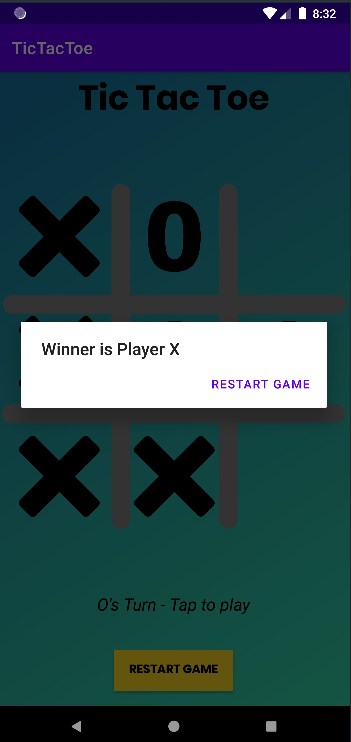 8:32
TicTacToe
Tic Tac Toe
X 0
Winner is Player X
RESTART GAME
X X
O's Turn - Tap to play
RESTART GAME